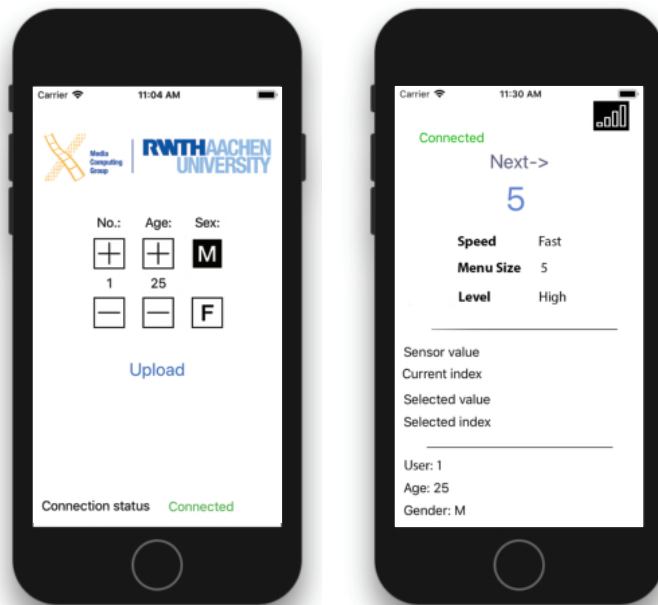 Carrier 11:04 AM
Media
Computing
Group
RWTHAACHEN
UNIVERSITY
No.: Age: Sex:
M
1 25
F
Upload
Connection status Connected
Carrier 11:30 AM
Connected
Next->
5
Speed Fast
Menu Size 5
Level High
Sensor value
Current index
Selected value
Selected index
User: 1
Age: 25
Gender: M